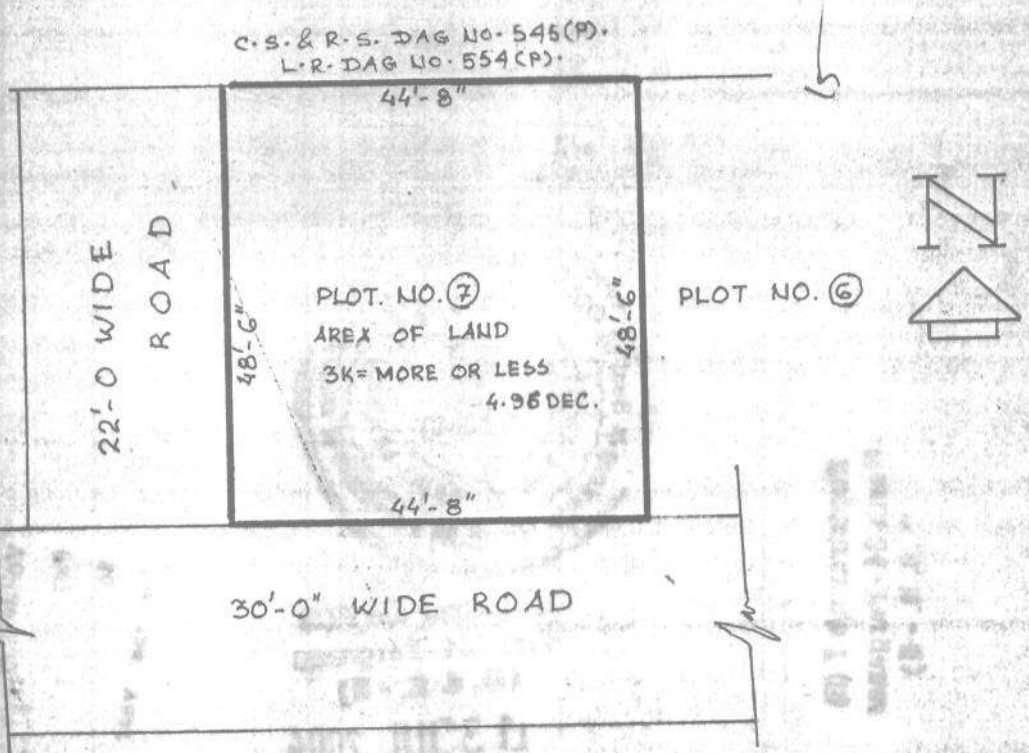 C.S. & R.S. DAG NO. 545(P).
L.R. DAG NO. 554(P).
44'-8"
22'-0 WIDE
ROAD
48'-6"
PLOT. NO. 7
AREA OF LAND
3K= MORE OR LESS
4.96 DEC.
48'-6"
PLOT NO. 6
N
44'-8"
30'-0" WIDE ROAD